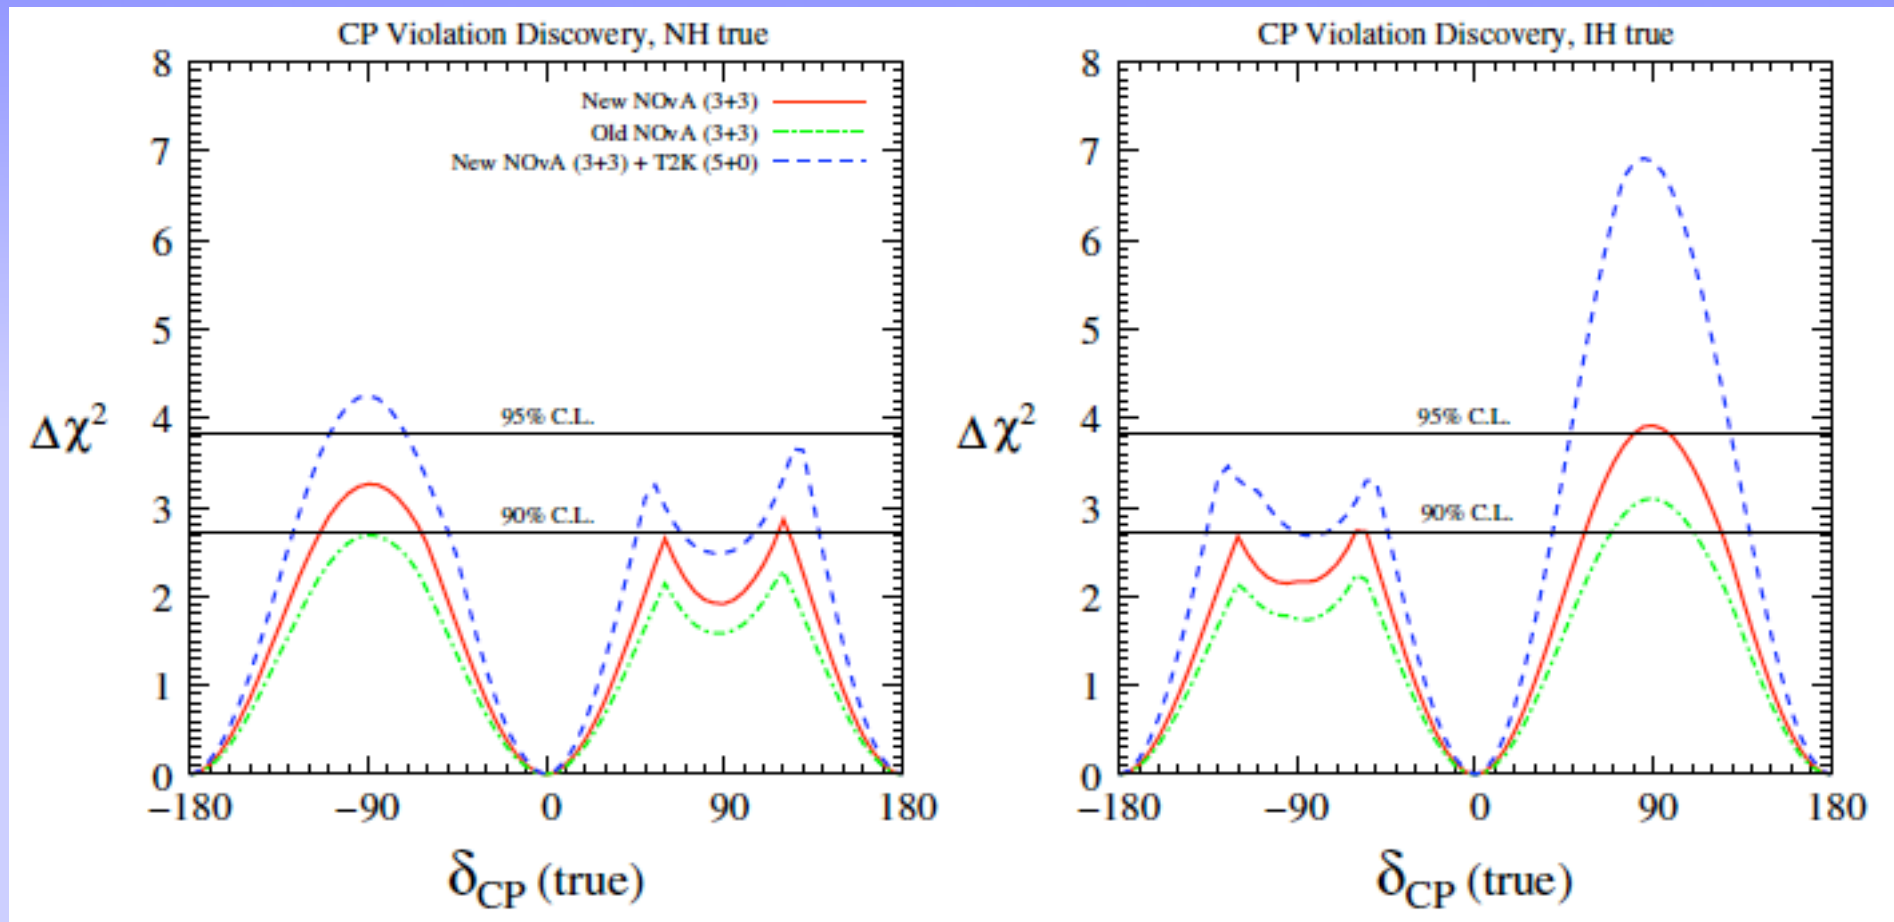 CP Violation Discovery, NH true
8
7
6
5
4
3
2
1
0
Δχ²
New NOvA (3+3)
Old NOvA (3+3)
New NOvA (3+3) + T2K (5+0)
95% C.L.
90% C.L.
−180 −90 0 90 180
δCP (true)
CP Violation Discovery, IH true
8
7
6
5
4
3
2
1
0
Δχ²
95% C.L.
90% C.L.
−180 −90 0 90 180
δCP (true)